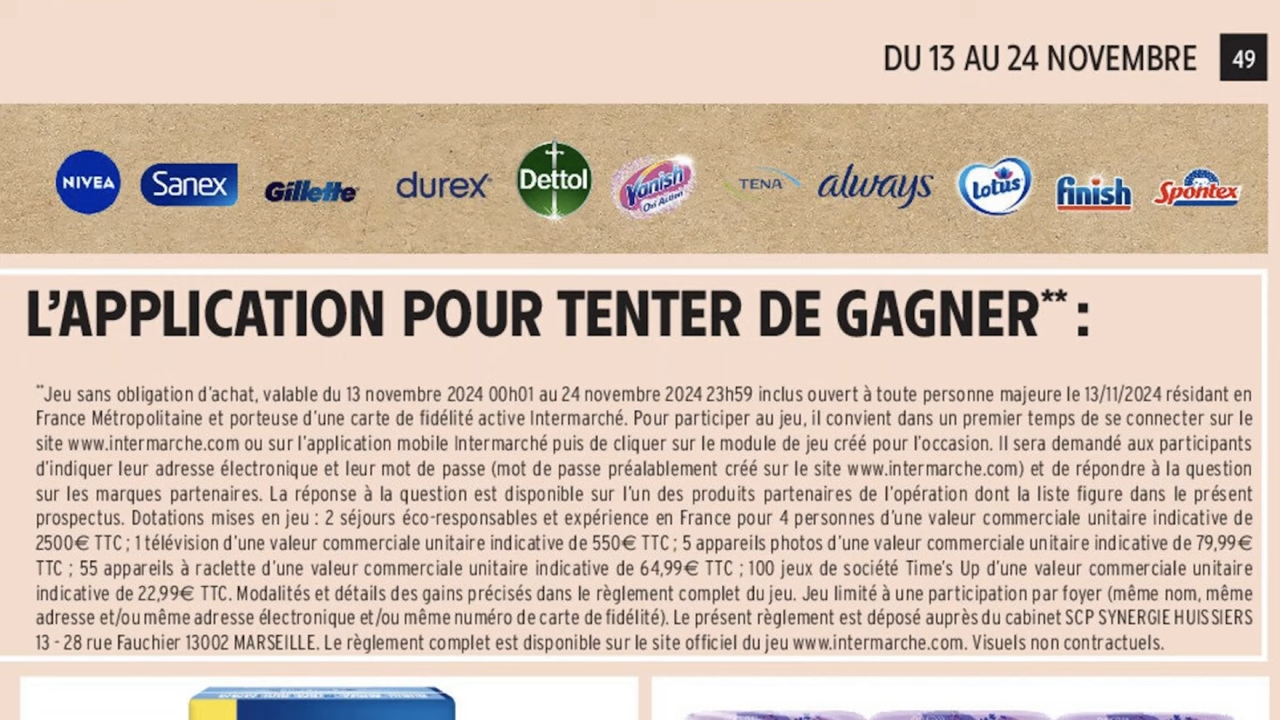 DU 13 AU 24 NOVEMBRE 49
NIVEA Sanex Gillette durex Dettol Vanish Oxi Action TENA always Lotus finish Spontex
L'APPLICATION POUR TENTER DE GAGNER** :
**Jeu sans obligation d'achat, valable du 13 novembre 2024 00h01 au 24 novembre 2024 23h59 inclus ouvert à toute personne majeure le 13/11/2024 résidant en
France Métropolitaine et porteuse d'une carte de fidélité active Intermarché. Pour participer au jeu, il convient dans un premier temps de se connecter sur le
site www.intermarche.com ou sur l'application mobile Intermarché puis de cliquer sur le module de jeu créé pour l'occasion. Il sera demandé aux participants
d'indiquer leur adresse électronique et leur mot de passe (mot de passe préalablement créé sur le site www.intermarche.com) et de répondre à la question
sur les marques partenaires. La réponse à la question est disponible sur l'un des produits partenaires de l'opération dont la liste figure dans le présent
prospectus. Dotations mises en jeu : 2 séjours éco-responsables et expérience en France pour 4 personnes d'une valeur commerciale unitaire indicative de
2500€ TTC ; 1 télévision d'une valeur commerciale unitaire indicative de 550€ TTC ; 5 appareils photos d'une valeur commerciale unitaire indicative de 79,99€
TTC ; 55 appareils à raclette d'une valeur commerciale unitaire indicative de 64,99€ TTC ; 100 jeux de société Time's Up d'une valeur commerciale unitaire
indicative de 22,99€ TTC. Modalités et détails des gains précisés dans le règlement complet du jeu. Jeu limité à une participation par foyer (même nom, même
adresse et/ou même adresse électronique et/ou même numéro de carte de fidélité). Le présent règlement est déposé auprès du cabinet SCP SYNERGIE HUISSIERS
13 - 28 rue Fauchier 13002 MARSEILLE. Le règlement complet est disponible sur le site officiel du jeu www.intermarche.com. Visuels non contractuels.